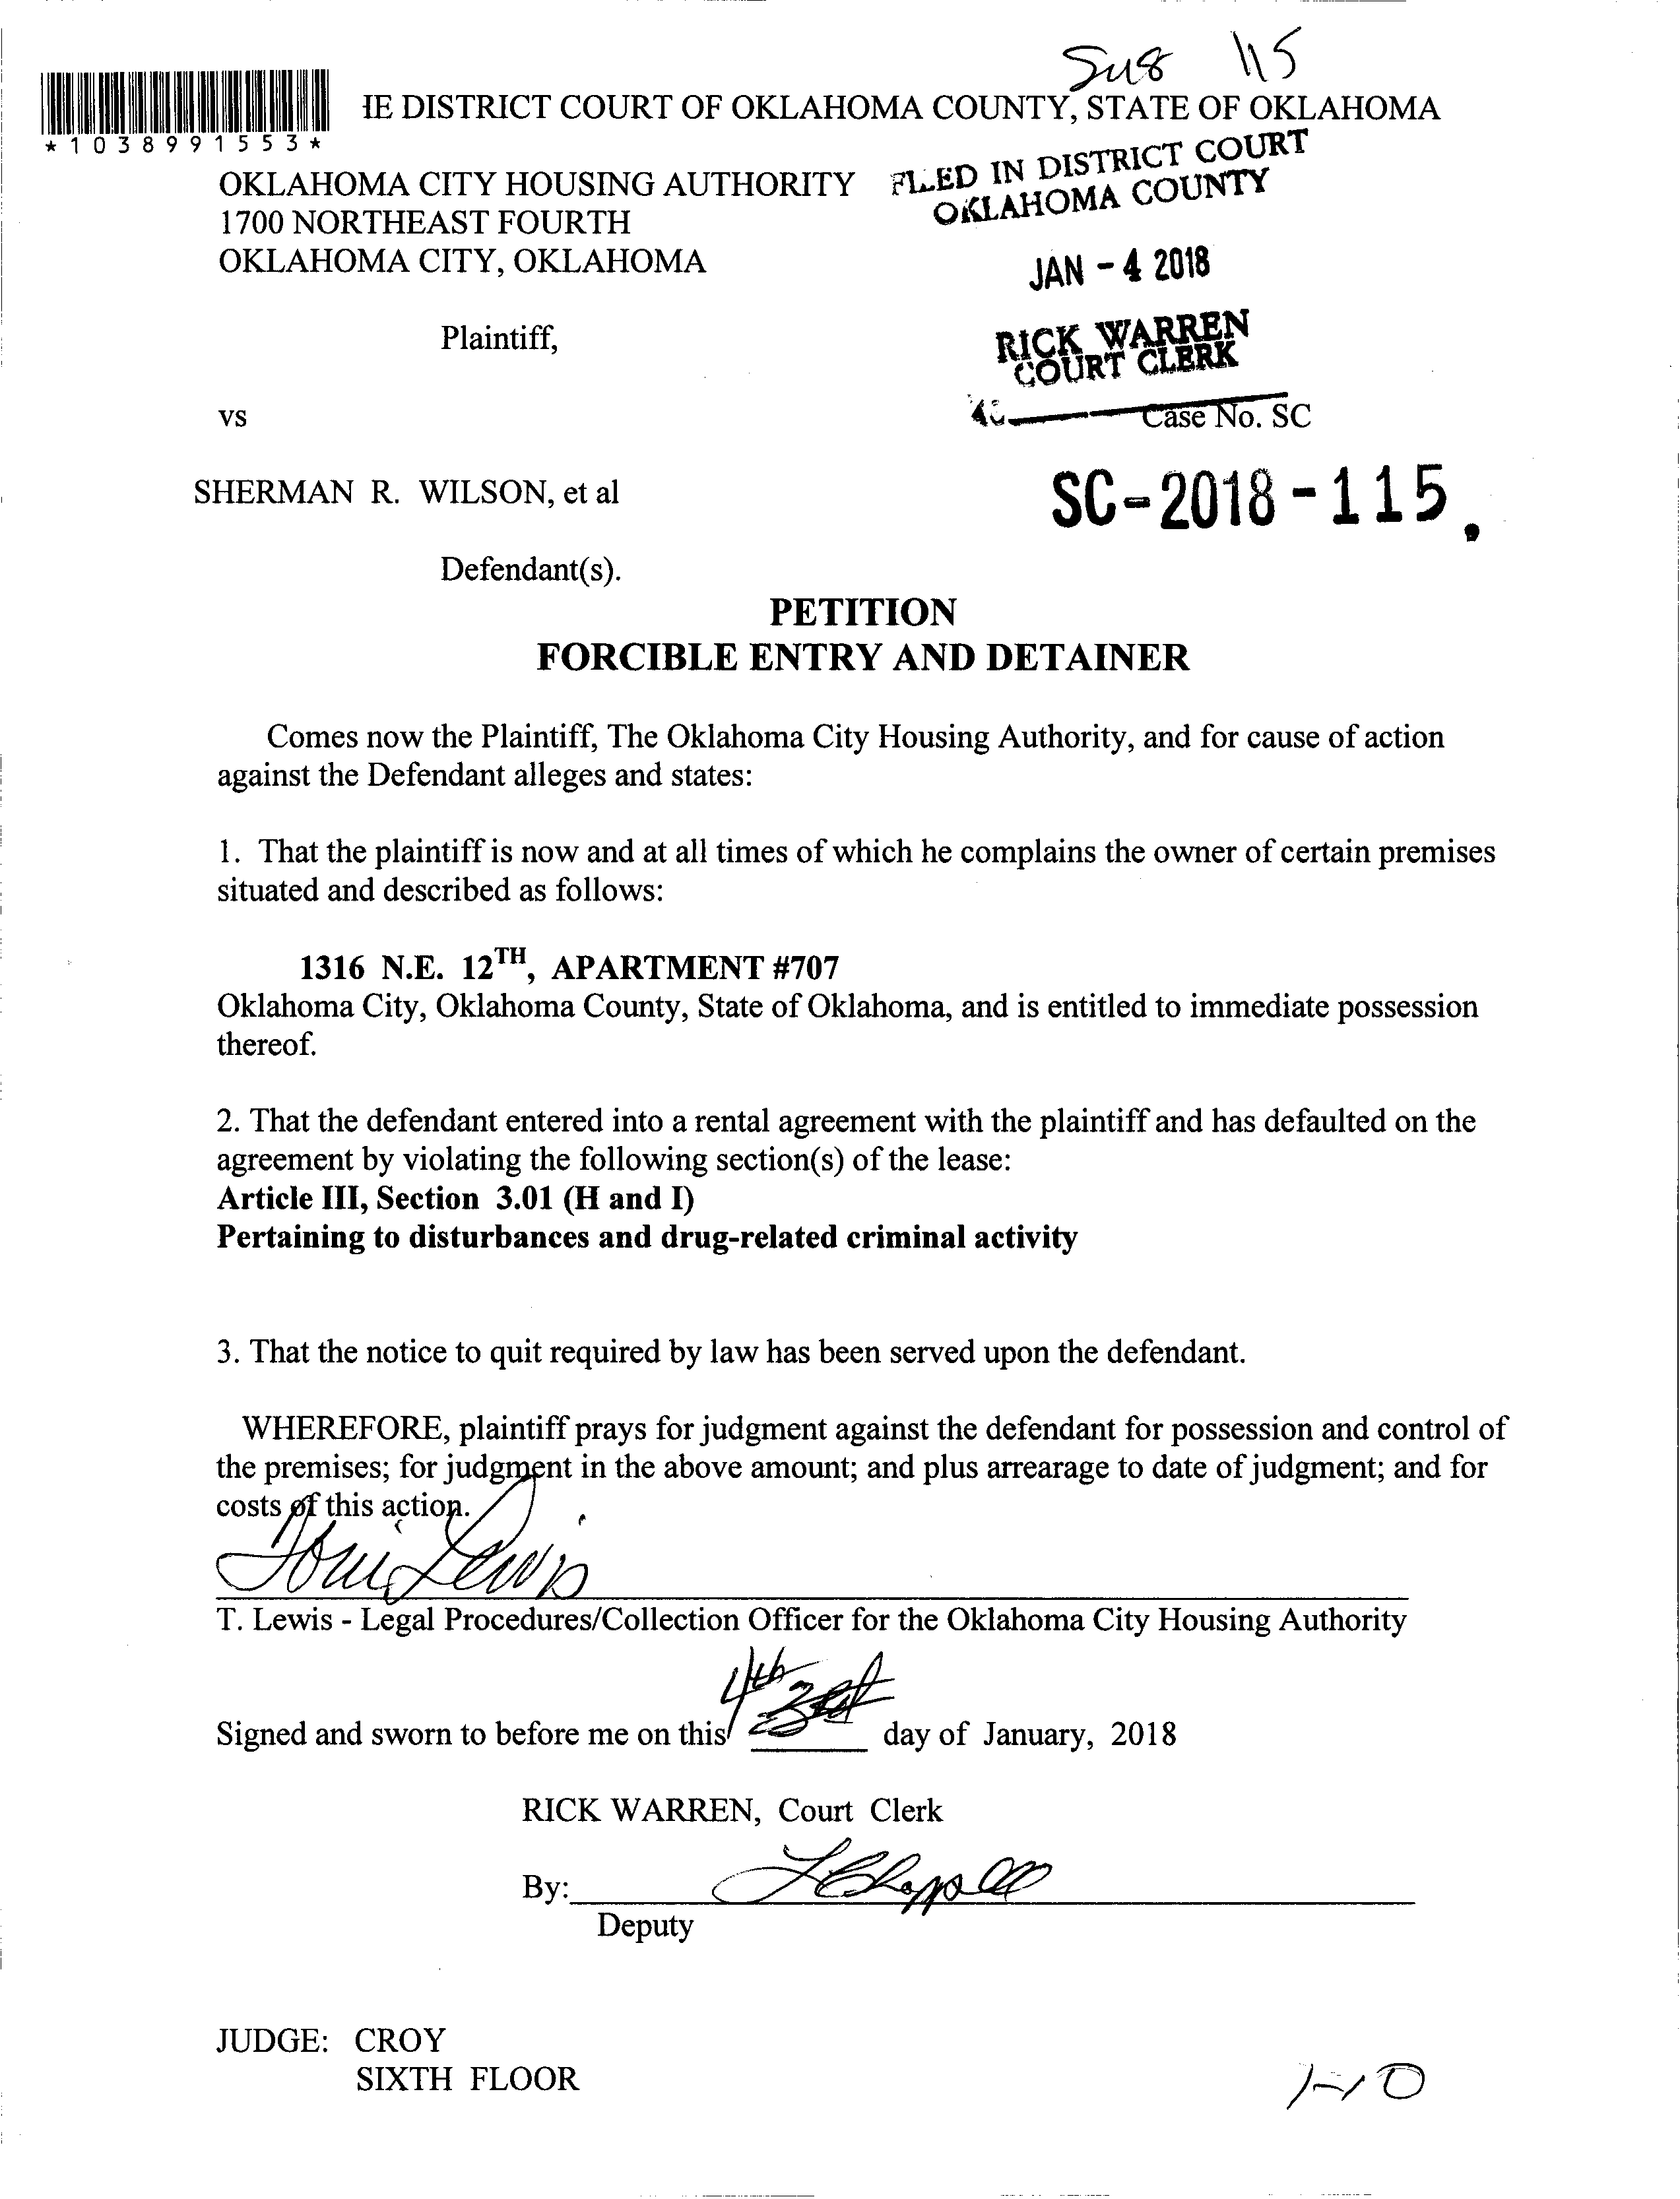 Sus 115
*1038991553*
IE DISTRICT COURT OF OKLAHOMA COUNTY, STATE OF OKLAHOMA
OKLAHOMA CITY HOUSING AUTHORITY
1700 NORTHEAST FOURTH
OKLAHOMA CITY, OKLAHOMA
FILED IN DISTRICT COURT
OKLAHOMA COUNTY
JAN - 4 2018
RICK WARREN
COURT CLERK
Plaintiff,
vs
Case No. SC
SHERMAN R. WILSON, et al
SC-2018-115.
Defendant(s).
PETITION
FORCIBLE ENTRY AND DETAINER
Comes now the Plaintiff, The Oklahoma City Housing Authority, and for cause of action
against the Defendant alleges and states:
1. That the plaintiff is now and at all times of which he complains the owner of certain premises
situated and described as follows:
1316 N.E. 12TH, APARTMENT #707
Oklahoma City, Oklahoma County, State of Oklahoma, and is entitled to immediate possession
thereof.
2. That the defendant entered into a rental agreement with the plaintiff and has defaulted on the
agreement by violating the following section(s) of the lease:
Article III, Section 3.01 (H and I)
Pertaining to disturbances and drug-related criminal activity
3. That the notice to quit required by law has been served upon the defendant.
WHEREFORE, plaintiff prays for judgment against the defendant for possession and control of
the premises; for judgment in the above amount; and plus arrearage to date of judgment; and for
costs of this action.
Toni Lewis
T. Lewis - Legal Procedures/Collection Officer for the Oklahoma City Housing Authority
4th
Signed and sworn to before me on this day of January, 2018
RICK WARREN, Court Clerk
By:
Deputy
JUDGE: CROY
SIXTH FLOOR
1-10